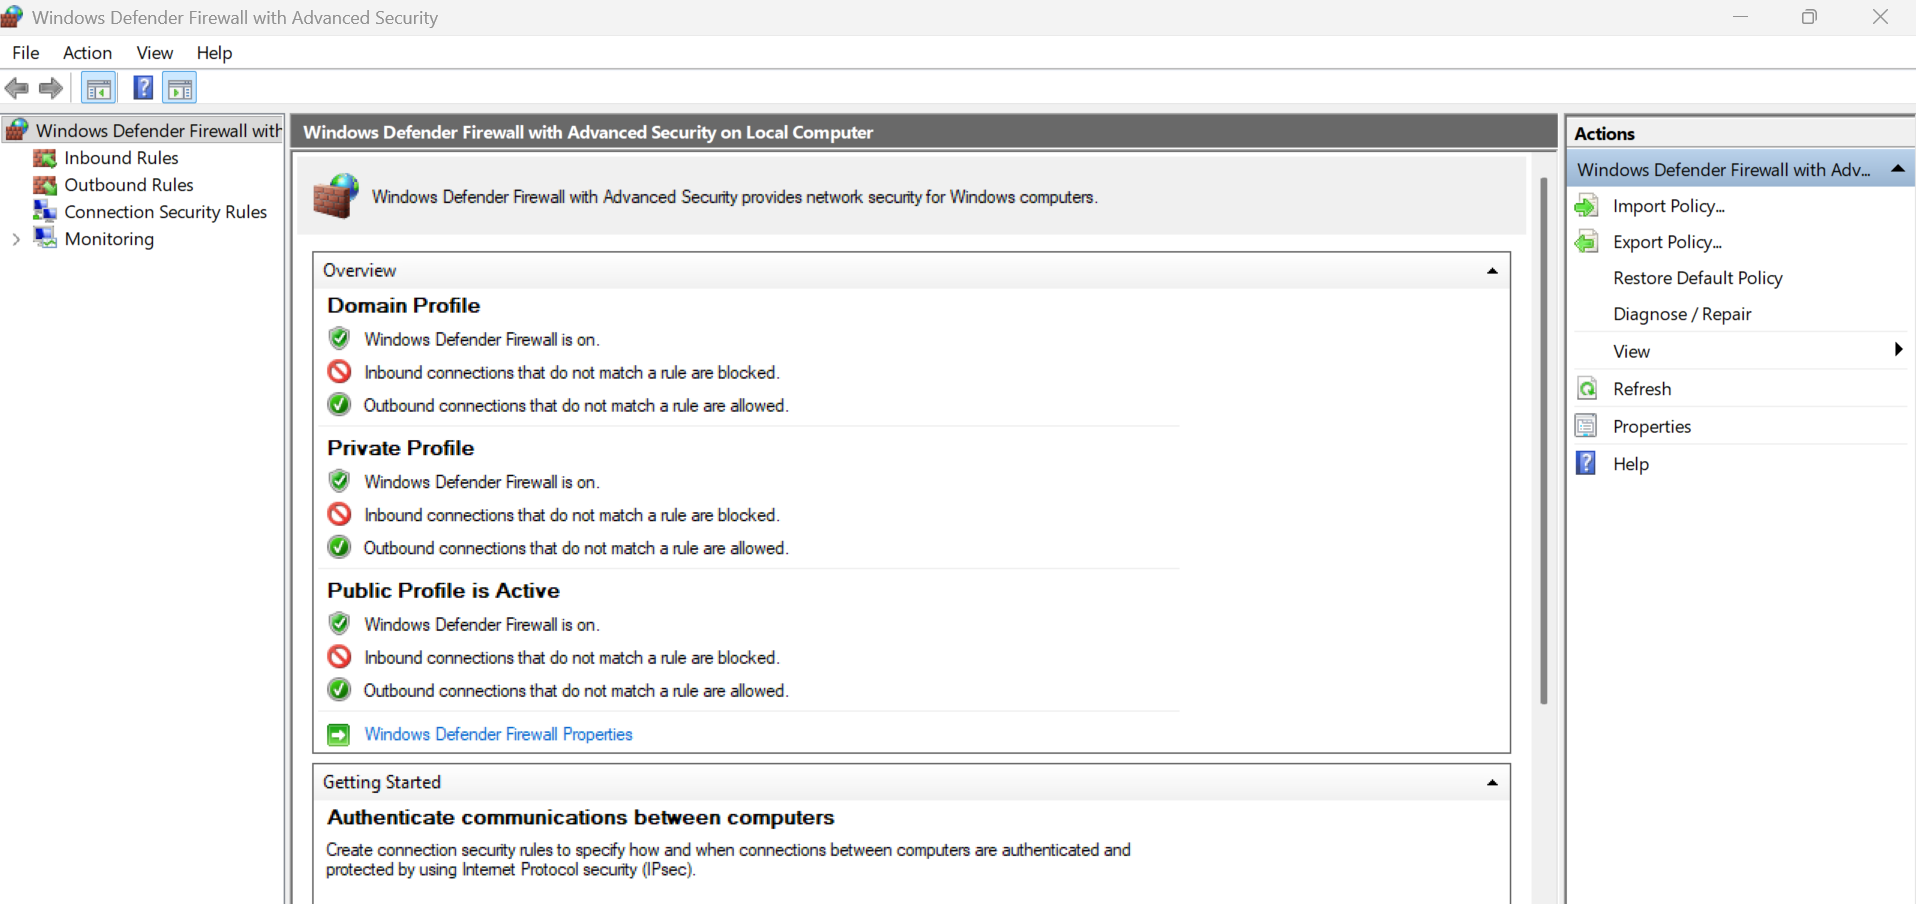 Windows Defender Firewall with Advanced Security
File Action View Help
Windows Defender Firewall with
Inbound Rules
Outbound Rules
Connection Security Rules
Monitoring
Windows Defender Firewall with Advanced Security on Local Computer
Windows Defender Firewall with Advanced Security provides network security for Windows computers.
Overview
Domain Profile
Windows Defender Firewall is on.
Inbound connections that do not match a rule are blocked.
Outbound connections that do not match a rule are allowed.
Private Profile
Windows Defender Firewall is on.
Inbound connections that do not match a rule are blocked.
Outbound connections that do not match a rule are allowed.
Public Profile is Active
Windows Defender Firewall is on.
Inbound connections that do not match a rule are blocked.
Outbound connections that do not match a rule are allowed.
Windows Defender Firewall Properties
Getting Started
Authenticate communications between computers
Create connection security rules to specify how and when connections between computers are authenticated and
protected by using Internet Protocol security (IPsec).
Actions
Windows Defender Firewall with Adv...
Import Policy...
Export Policy...
Restore Default Policy
Diagnose / Repair
View
Refresh
Properties
Help